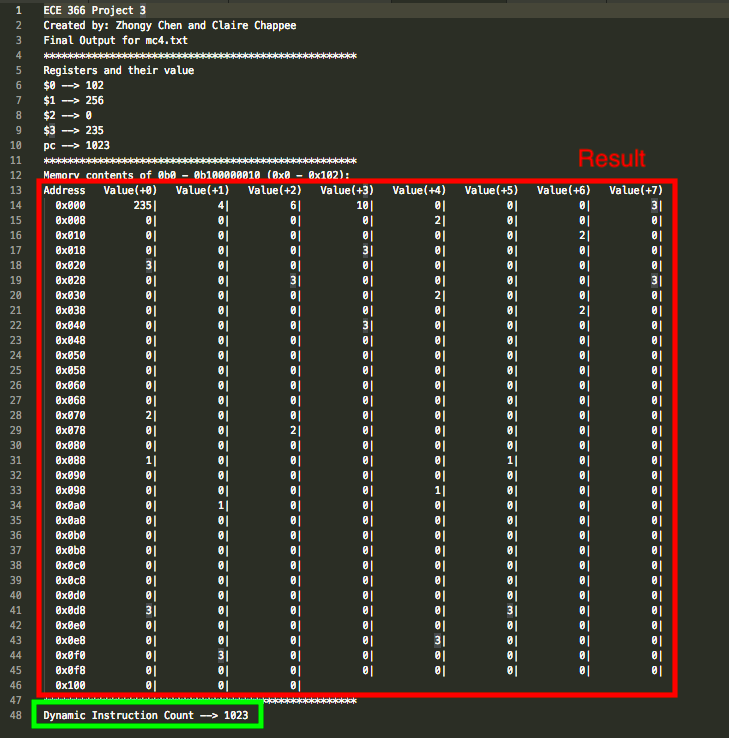 1 ECE 366 Project 3
2 Created by: Zhongy Chen and Claire Chappee
3 Final Output for mc4.txt
4 ****************************************************
5 Registers and their value
6 $0 —-> 102
7 $1 —-> 256
8 $2 —-> 0
9 $3 —-> 235
10 pc —-> 1023
11 ****************************************************
Result
12 Memory contents of 0b0 - 0b100000010 (0x0 - 0x102):
13 Address Value(+0) Value(+1) Value(+2) Value(+3) Value(+4) Value(+5) Value(+6) Value(+7)
14 0x000 235| 4| 6| 10| 0| 0| 0| 3|
15 0x008 0| 0| 0| 0| 2| 0| 0| 0|
16 0x010 0| 0| 0| 0| 0| 0| 2| 0|
17 0x018 0| 0| 0| 3| 0| 0| 0| 0|
18 0x020 3| 0| 0| 0| 0| 0| 0| 0|
19 0x028 0| 0| 3| 0| 0| 0| 0| 3|
20 0x030 0| 0| 0| 0| 2| 0| 0| 0|
21 0x038 0| 0| 0| 0| 0| 0| 2| 0|
22 0x040 0| 0| 0| 3| 0| 0| 0| 0|
23 0x048 0| 0| 0| 0| 0| 0| 0| 0|
24 0x050 0| 0| 0| 0| 0| 0| 0| 0|
25 0x058 0| 0| 0| 0| 0| 0| 0| 0|
26 0x060 0| 0| 0| 0| 0| 0| 0| 0|
27 0x068 0| 0| 0| 0| 0| 0| 0| 0|
28 0x070 2| 0| 0| 0| 0| 0| 0| 0|
29 0x078 0| 0| 2| 0| 0| 0| 0| 0|
30 0x080 0| 0| 0| 0| 0| 0| 0| 0|
31 0x088 1| 0| 0| 0| 0| 1| 0| 0|
32 0x090 0| 0| 0| 0| 0| 0| 0| 0|
33 0x098 0| 0| 0| 0| 1| 0| 0| 0|
34 0x0a0 0| 1| 0| 0| 0| 0| 0| 0|
35 0x0a8 0| 0| 0| 0| 0| 0| 0| 0|
36 0x0b0 0| 0| 0| 0| 0| 0| 0| 0|
37 0x0b8 0| 0| 0| 0| 0| 0| 0| 0|
38 0x0c0 0| 0| 0| 0| 0| 0| 0| 0|
39 0x0c8 0| 0| 0| 0| 0| 0| 0| 0|
40 0x0d0 0| 0| 0| 0| 0| 0| 0| 0|
41 0x0d8 3| 0| 0| 0| 0| 3| 0| 0|
42 0x0e0 0| 0| 0| 0| 0| 0| 0| 0|
43 0x0e8 0| 0| 0| 0| 3| 0| 0| 0|
44 0x0f0 0| 3| 0| 0| 0| 0| 0| 0|
45 0x0f8 0| 0| 0| 0| 0| 0| 0| 0|
46 0x100 0| 0| 0|
47 ****************************************************
48 Dynamic Instruction Count —-> 1023